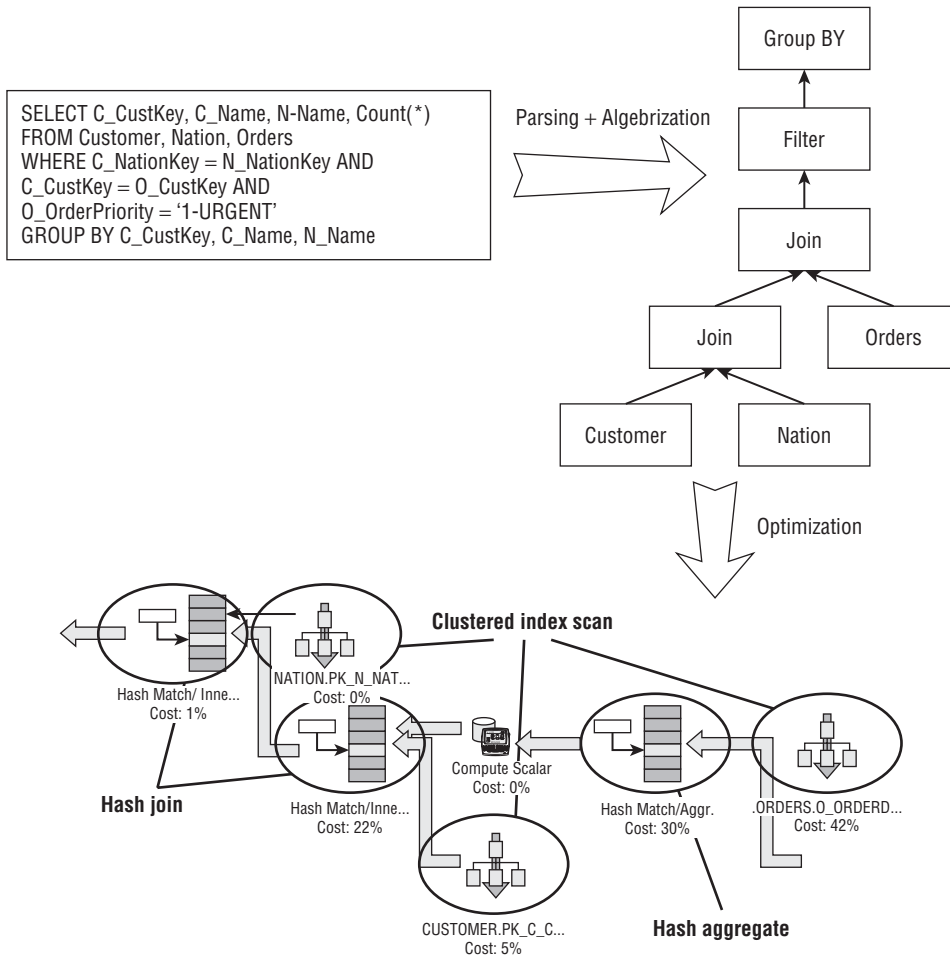 Group BY
SELECT C_CustKey, C_Name, N-Name, Count(*)
FROM Customer, Nation, Orders
WHERE C_NationKey = N_NationKey AND
C_CustKey = O_CustKey AND
O_OrderPriority = ‘1-URGENT’
GROUP BY C_CustKey, C_Name, N_Name
Parsing + Algebrization
Filter
Join
Join
Orders
Customer
Nation
Optimization
Clustered index scan
NATION.PK_N_NAT...
Cost: 0%
Hash Match/ Inne...
Cost: 1%
Compute Scalar
Cost: 0%
Hash join
Hash Match/Inne...
Cost: 22%
Hash Match/Aggr.
Cost: 30%
.ORDERS.O_ORDERD...
Cost: 42%
CUSTOMER.PK_C_C...
Cost: 5%
Hash aggregate